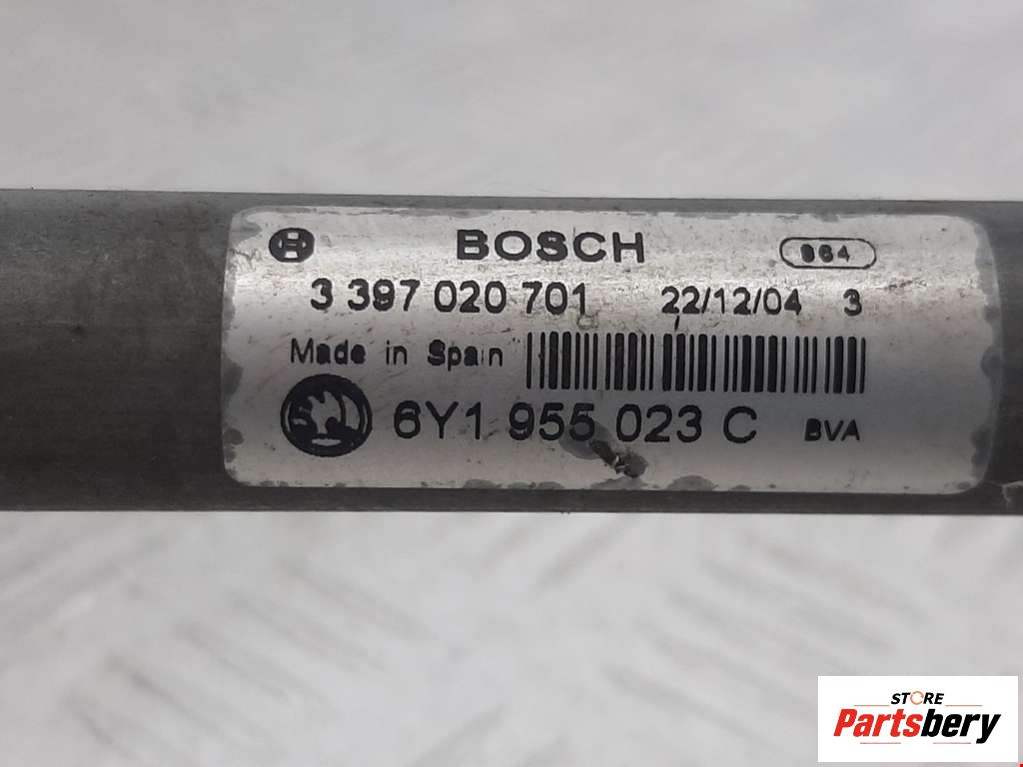 BOSCH 964
3 397 020 701 22/12/04 3
Made in Spain
6Y1 955 023 C BVA
STORE
Partsbery